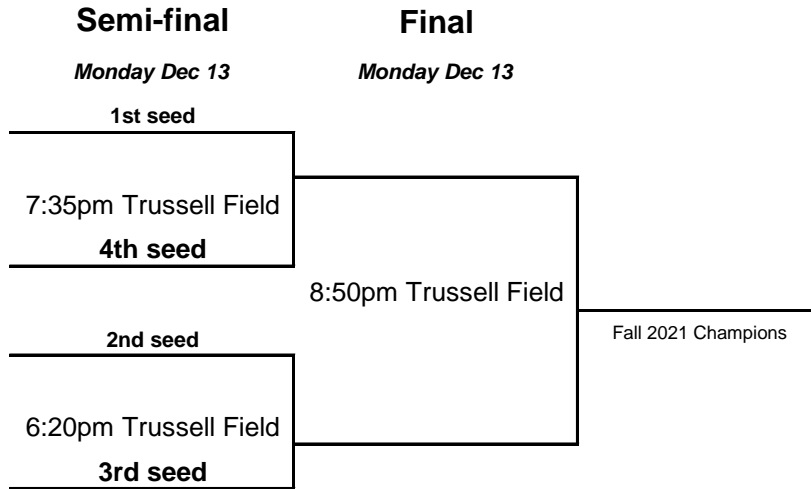 Semi-final
Final
Monday Dec 13
Monday Dec 13
1st seed
7:35pm Trussell Field
4th seed
8:50pm Trussell Field
Fall 2021 Champions
2nd seed
6:20pm Trussell Field
3rd seed